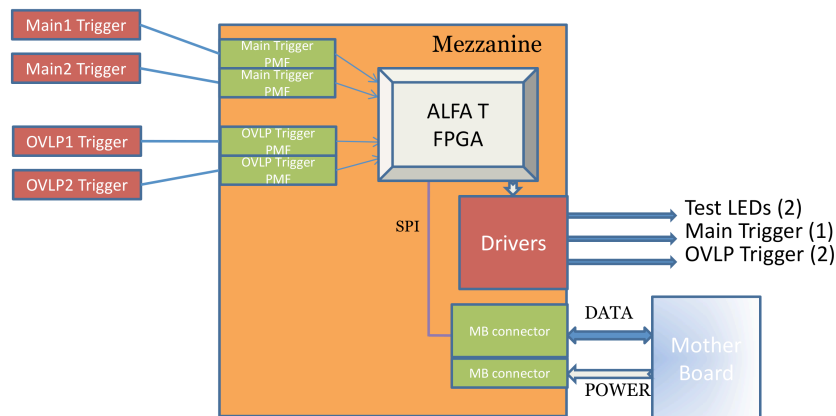 Main1 Trigger
Main2 Trigger
OVLP1 Trigger
OVLP2 Trigger
Mezzanine
Main Trigger
PMF
Main Trigger
PMF
OVLP Trigger
PMF
OVLP Trigger
PMF
ALFA T
FPGA
SPI
Drivers
Test LEDs (2)
Main Trigger (1)
OVLP Trigger (2)
MB connector
MB connector
DATA
POWER
Mother
Board